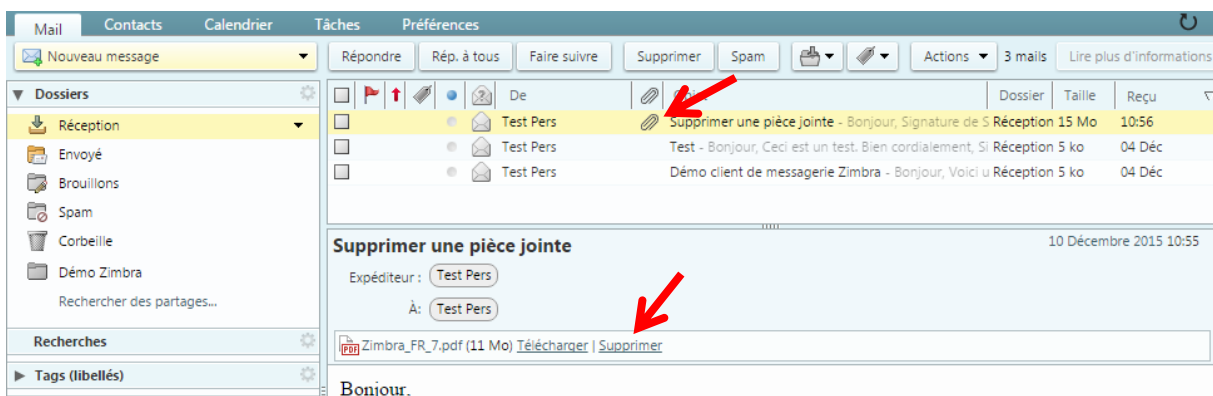 Mail Contacts Calendrier Tâches Préférences
Nouveau message Répondre Rép. à tous Faire suivre Supprimer Spam Actions 3 mails Lire plus d'informations
Dossiers De Dossier Taille Reçu
Réception Test Pers Supprimer une pièce jointe - Bonjour, Signature de S Réception 15 Mo 10:56
Envoyé Test Pers Test - Bonjour, Ceci est un test. Bien cordialement, Si Réception 5 ko 04 Déc
Brouillons Test Pers Démo client de messagerie Zimbra - Bonjour, Voici u Réception 5 ko 04 Déc
Spam
Corbeille Supprimer une pièce jointe 10 Décembre 2015 10:55
Démo Zimbra Expéditeur : Test Pers
Rechercher des partages... À: Test Pers
Recherches PDF Zimbra_FR_7.pdf (11 Mo) Télécharger | Supprimer
Tags (libellés) Bonjour,